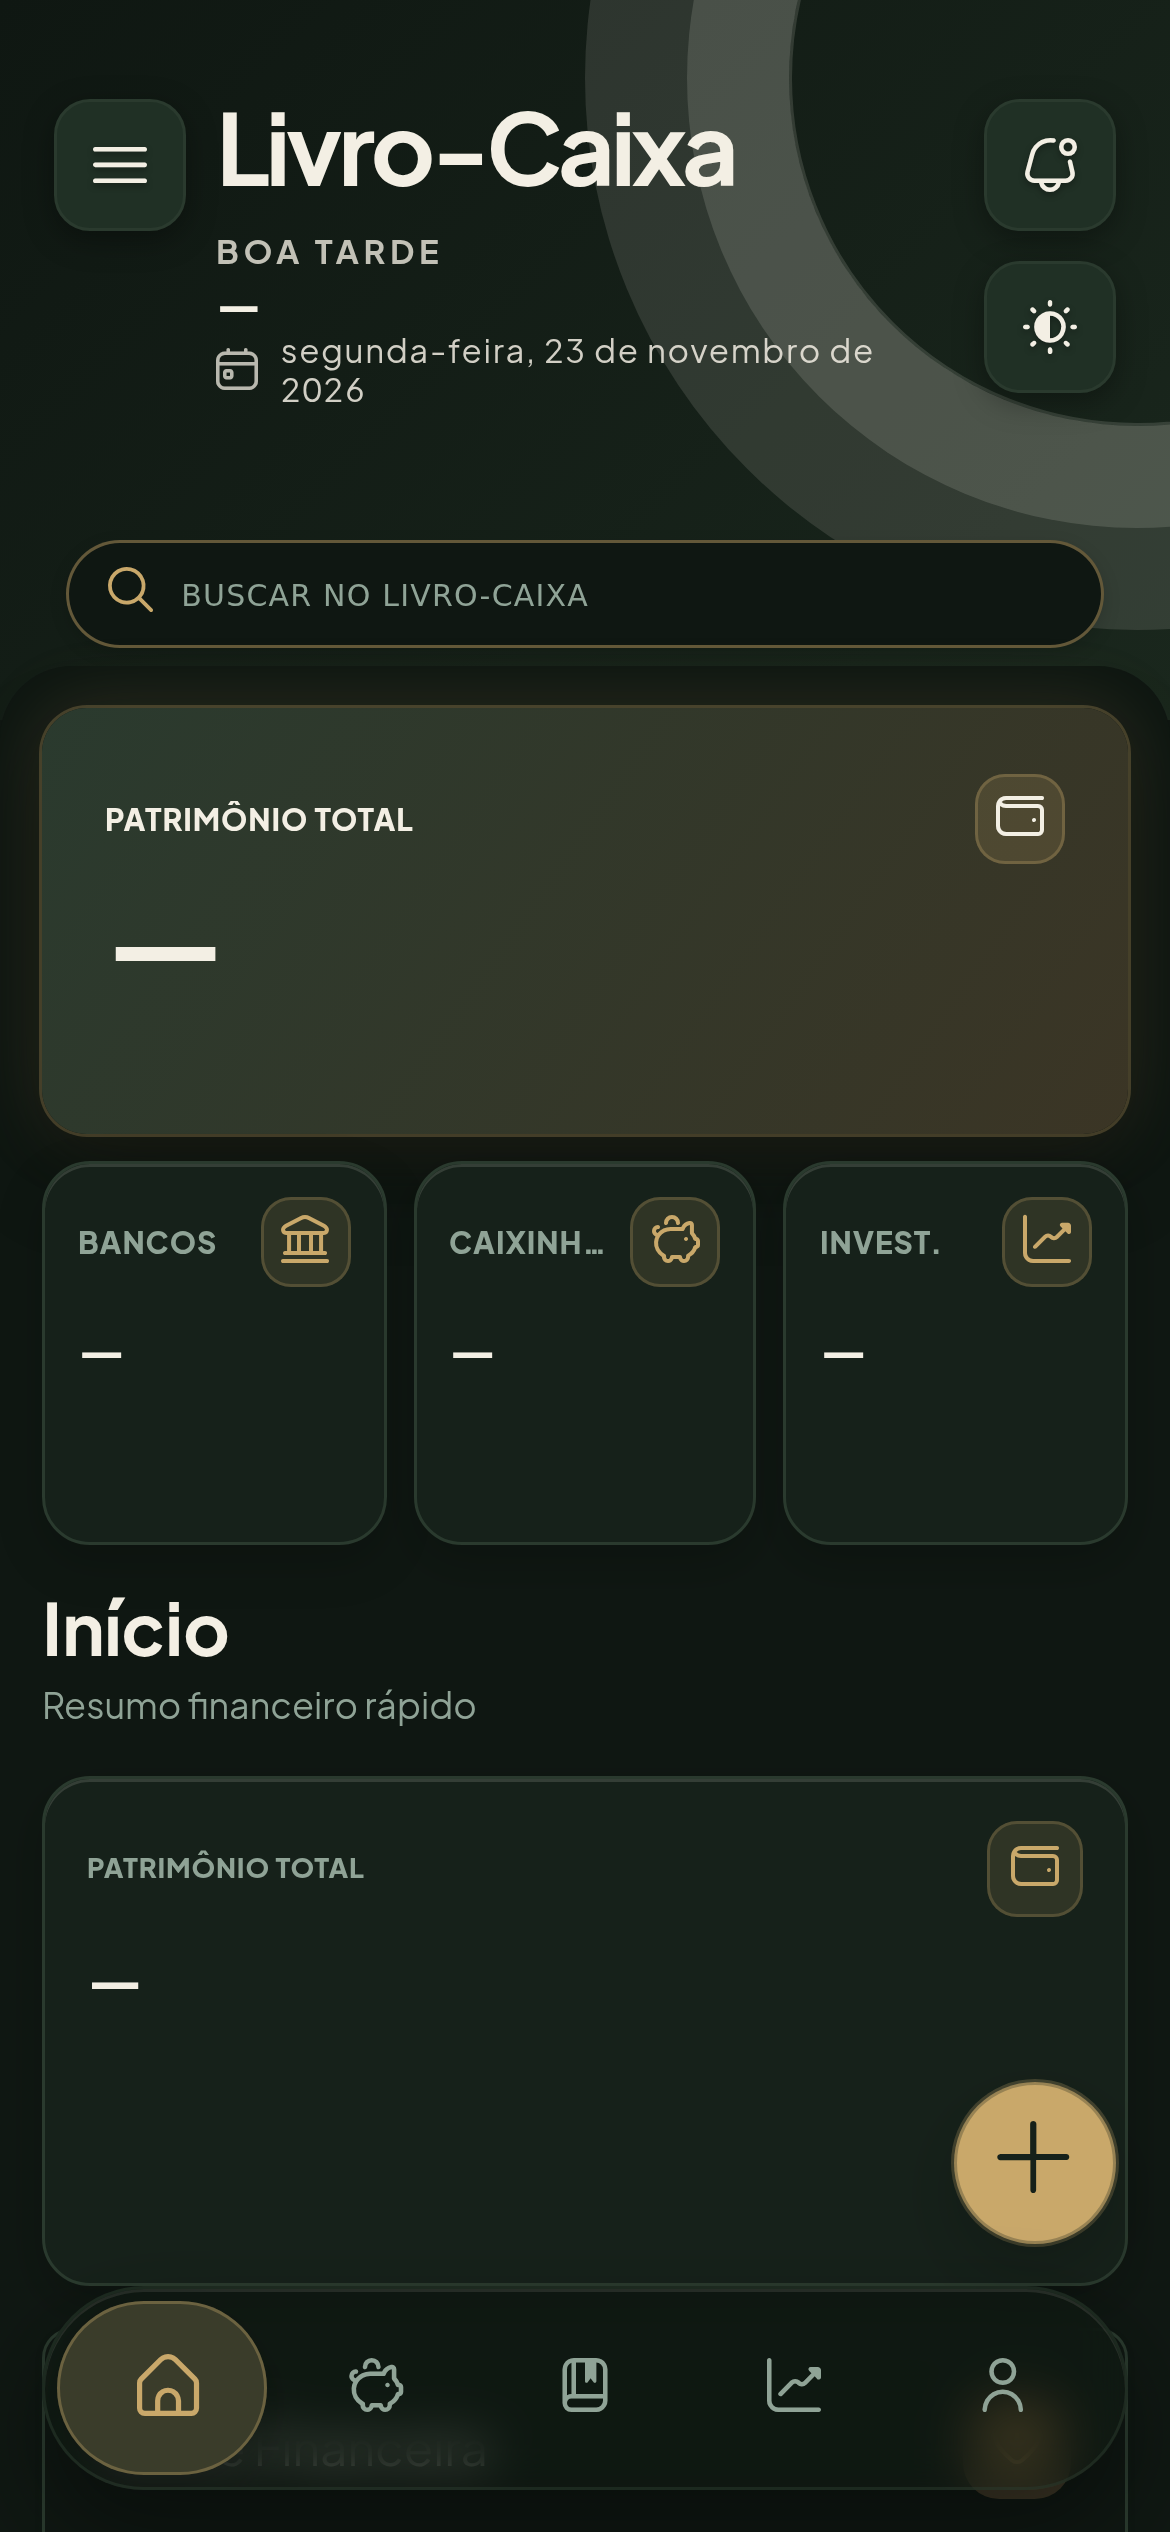 Livro-Caixa
BOA TARDE
—
segunda-feira, 23 de novembro de
2026
BUSCAR NO LIVRO-CAIXA
PATRIMÔNIO TOTAL
—
BANCOS
CAIXINH…
INVEST.
—
—
—
Início
Resumo financeiro rápido
PATRIMÔNIO TOTAL
—
Financeira